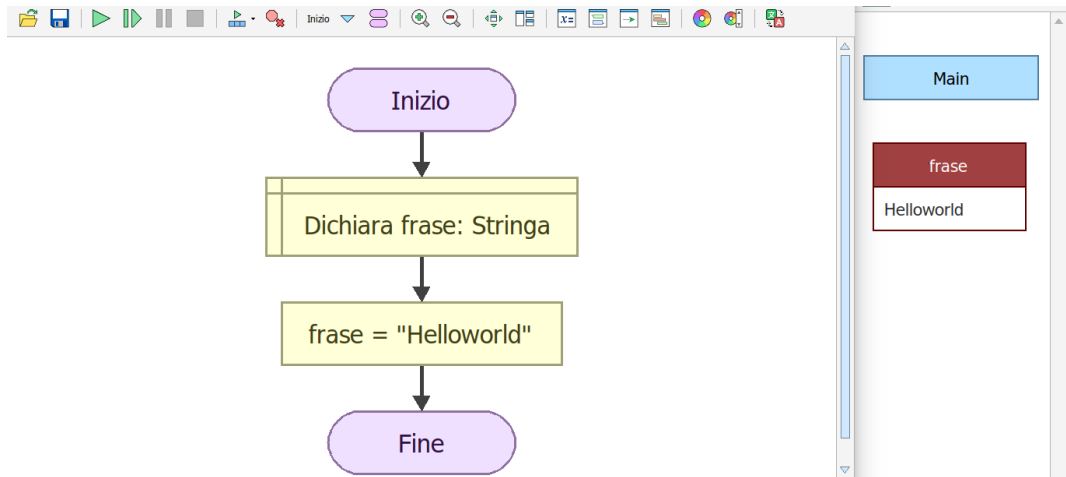 Inizio
Main
Inizio
frase
Helloworld
Dichiara frase: Stringa
frase = "Helloworld"
Fine